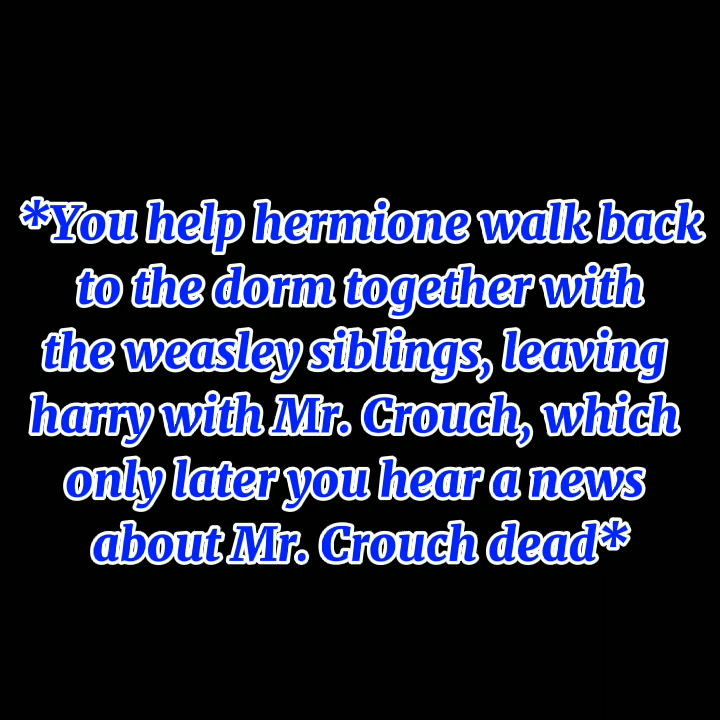 *You help hermione walk back
to the dorm together with
the weasley siblings, leaving
harry with Mr. Crouch, which
only later you hear a news
about Mr. Crouch dead*